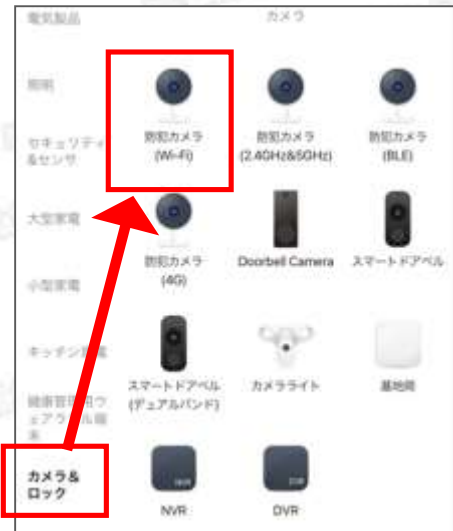 電気製品
カメラ
照明
セキュリティ
&センサ
大型家電
小型家電
キッチン家電
健康管理用ウ
ェアラブル端
末
カメラ&
ロック
防犯カメラ
(Wi-Fi)
防犯カメラ
(2.4GHz&5GHz)
防犯カメラ
(BLE)
防犯カメラ
(4G)
Doorbell Camera
スマートドアベル
スマートドアベル
(デュアルバンド)
カメラライト
基地局
NVR
NVR
DVR
DVR